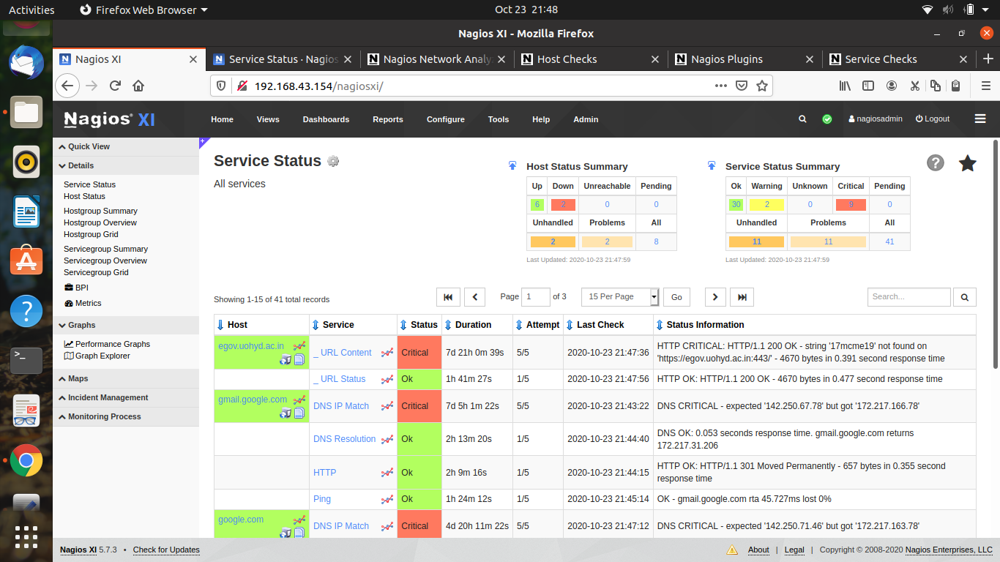 Activities Firefox Web Browser Oct 23 21:48
Nagios XI - Mozilla Firefox
Nagios XI Service Status · Nagios Nagios Network Analy Host Checks Nagios Plugins Service Checks
192.168.43.154/nagiosxi/
Nagios® XI Home Views Dashboards Reports Configure Tools Help Admin nagiosadmin Logout
Quick View
Details
Service Status
Host Status
Hostgroup Summary
Hostgroup Overview
Hostgroup Grid
Servicegroup Summary
Servicegroup Overview
Servicegroup Grid
BPI
Metrics
Graphs
Performance Graphs
Graph Explorer
Maps
Incident Management
Monitoring Process
Service Status
All services
Host Status Summary
Up Down Unreachable Pending
6 2 0 0
Unhandled Problems All
2 2 8
Last Updated: 2020-10-23 21:47:59
Service Status Summary
Ok Warning Unknown Critical Pending
30 2 0 9 0
Unhandled Problems All
11 11 41
Last Updated: 2020-10-23 21:47:59
Showing 1-15 of 41 total records Page 1 of 3 15 Per Page Go Search...
Host Service Status Duration Attempt Last Check Status Information
egov.uohyd.ac.in _ URL Content Critical 7d 21h 0m 39s 5/5 2020-10-23 21:47:36 HTTP CRITICAL: HTTP/1.1 200 OK - string '17mcme19' not found on
'https://egov.uohyd.ac.in:443/' - 4670 bytes in 0.391 second response time
_ URL Status Ok 1h 41m 27s 1/5 2020-10-23 21:47:56 HTTP OK: HTTP/1.1 200 OK - 4670 bytes in 0.477 second response time
gmail.google.com DNS IP Match Critical 7d 5h 1m 22s 5/5 2020-10-23 21:43:22 DNS CRITICAL - expected '142.250.67.78' but got '172.217.166.78'
DNS Resolution Ok 2h 13m 20s 1/5 2020-10-23 21:44:40 DNS OK: 0.053 seconds response time. gmail.google.com returns
172.217.31.206
HTTP Ok 2h 9m 16s 1/5 2020-10-23 21:44:15 HTTP OK: HTTP/1.1 301 Moved Permanently - 657 bytes in 0.355 second
response time
Ping Ok 1h 24m 12s 1/5 2020-10-23 21:45:14 OK - gmail.google.com rta 45.727ms lost 0%
google.com DNS IP Match Critical 4d 20h 11m 22s 5/5 2020-10-23 21:47:12 DNS CRITICAL - expected '142.250.71.46' but got '172.217.163.78'
Nagios XI 5.7.3 • Check for Updates About | Legal | Copyright © 2008-2020 Nagios Enterprises, LLC